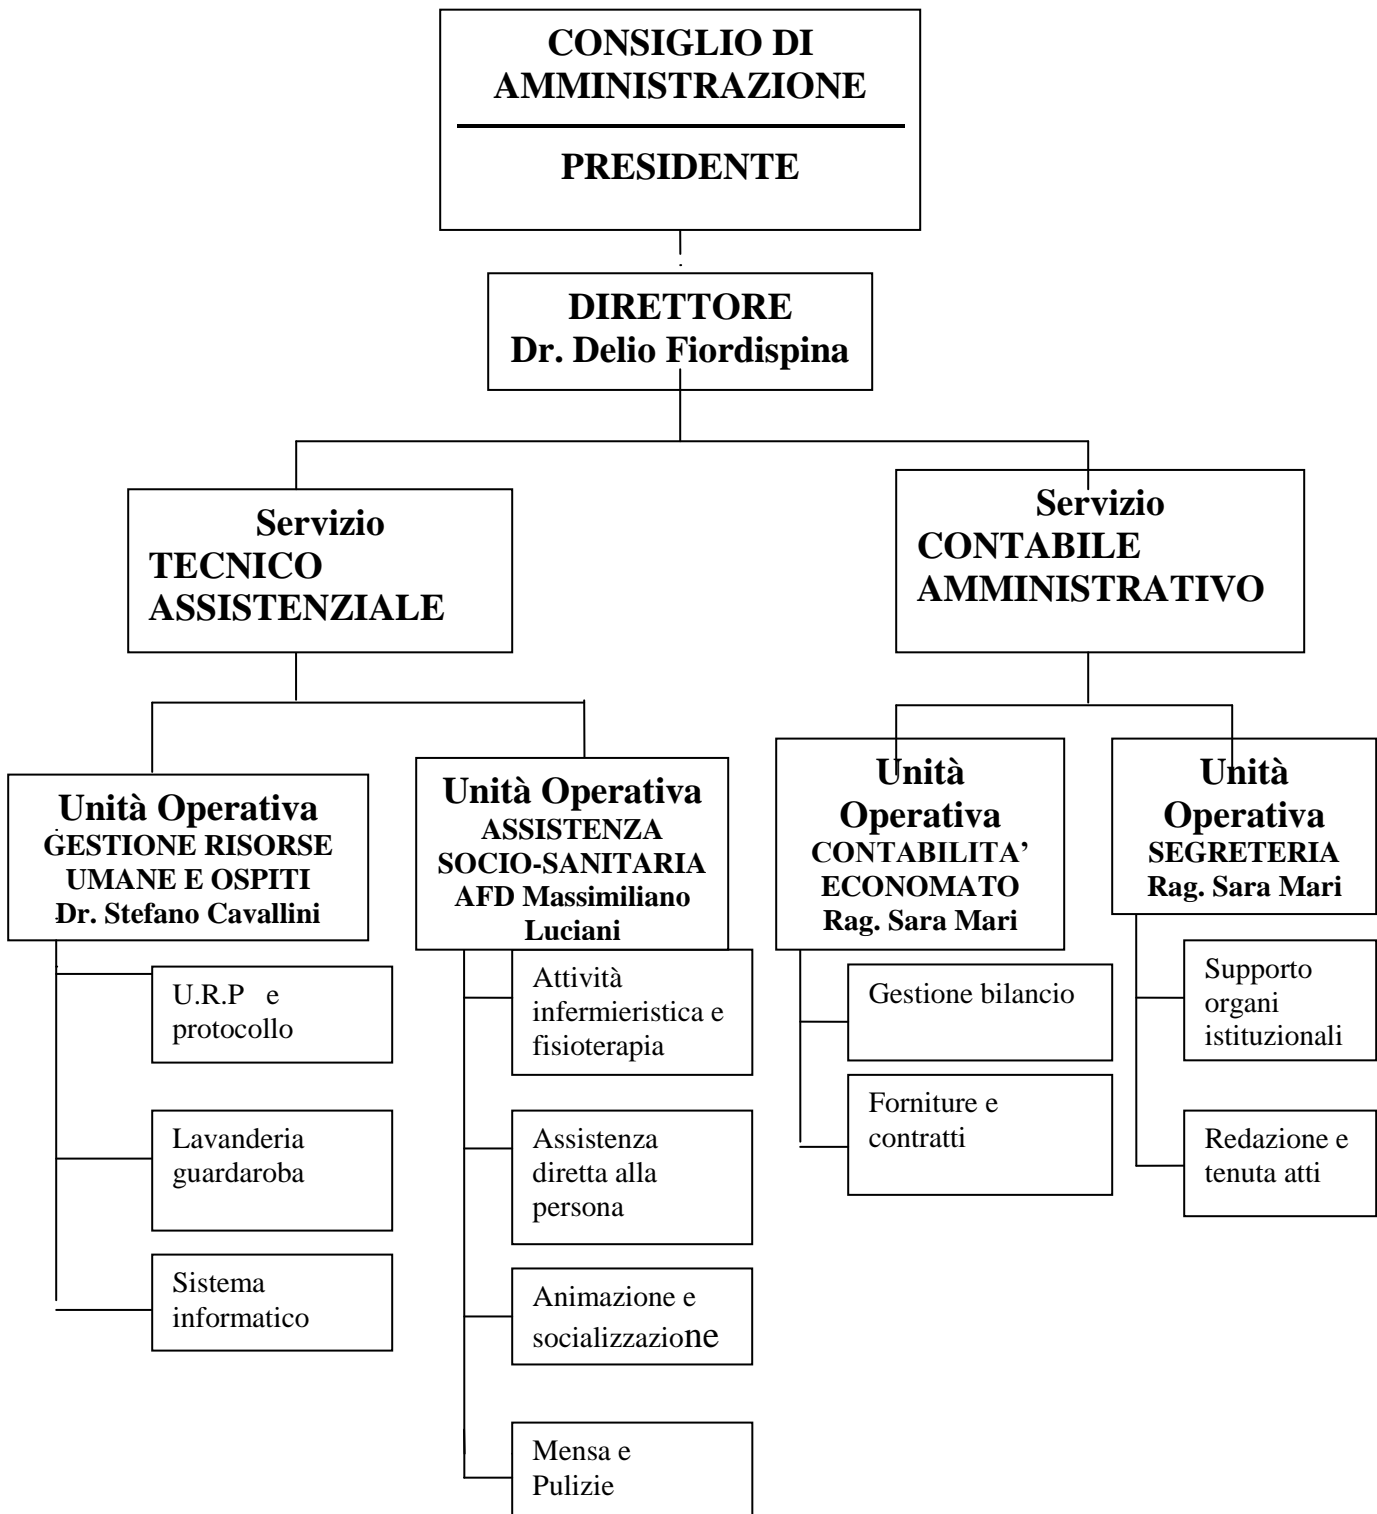 CONSIGLIO DI
AMMINISTRAZIONE
PRESIDENTE
DIRETTORE
Dr. Delio Fiordispina
Servizio
TECNICO
ASSISTENZIALE
Servizio
CONTABILE
AMMINISTRATIVO
Unità Operativa
GESTIONE RISORSE
UMANE E OSPITI
Dr. Stefano Cavallini
U.R.P e
protocollo
Lavanderia
guardaroba
Sistema
informatico
Unità Operativa
ASSISTENZA
SOCIO-SANITARIA
AFD Massimiliano
Luciani
Attività
infermieristica e
fisioterapia
Assistenza
diretta alla
persona
Animazione e
socializzazione
Mensa e
Pulizie
Unità
Operativa
CONTABILITA’
ECONOMATO
Rag. Sara Mari
Gestione bilancio
Forniture e
contratti
Unità
Operativa
SEGRETERIA
Rag. Sara Mari
Supporto
organi
istituzionali
Redazione e
tenuta atti